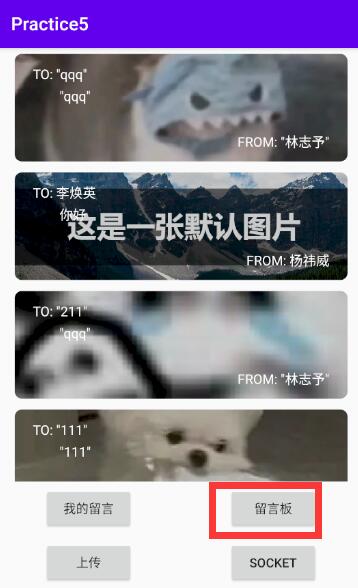 Practice5
TO: "qqq"
"qqq"
FROM: "林志予"
TO: 李焕英
你好
这是一张默认图片
FROM: 杨祎威
TO: "211"
"qqq"
FROM: "林志予"
TO: "111"
"111"
我的留言
留言板
上传
SOCKET